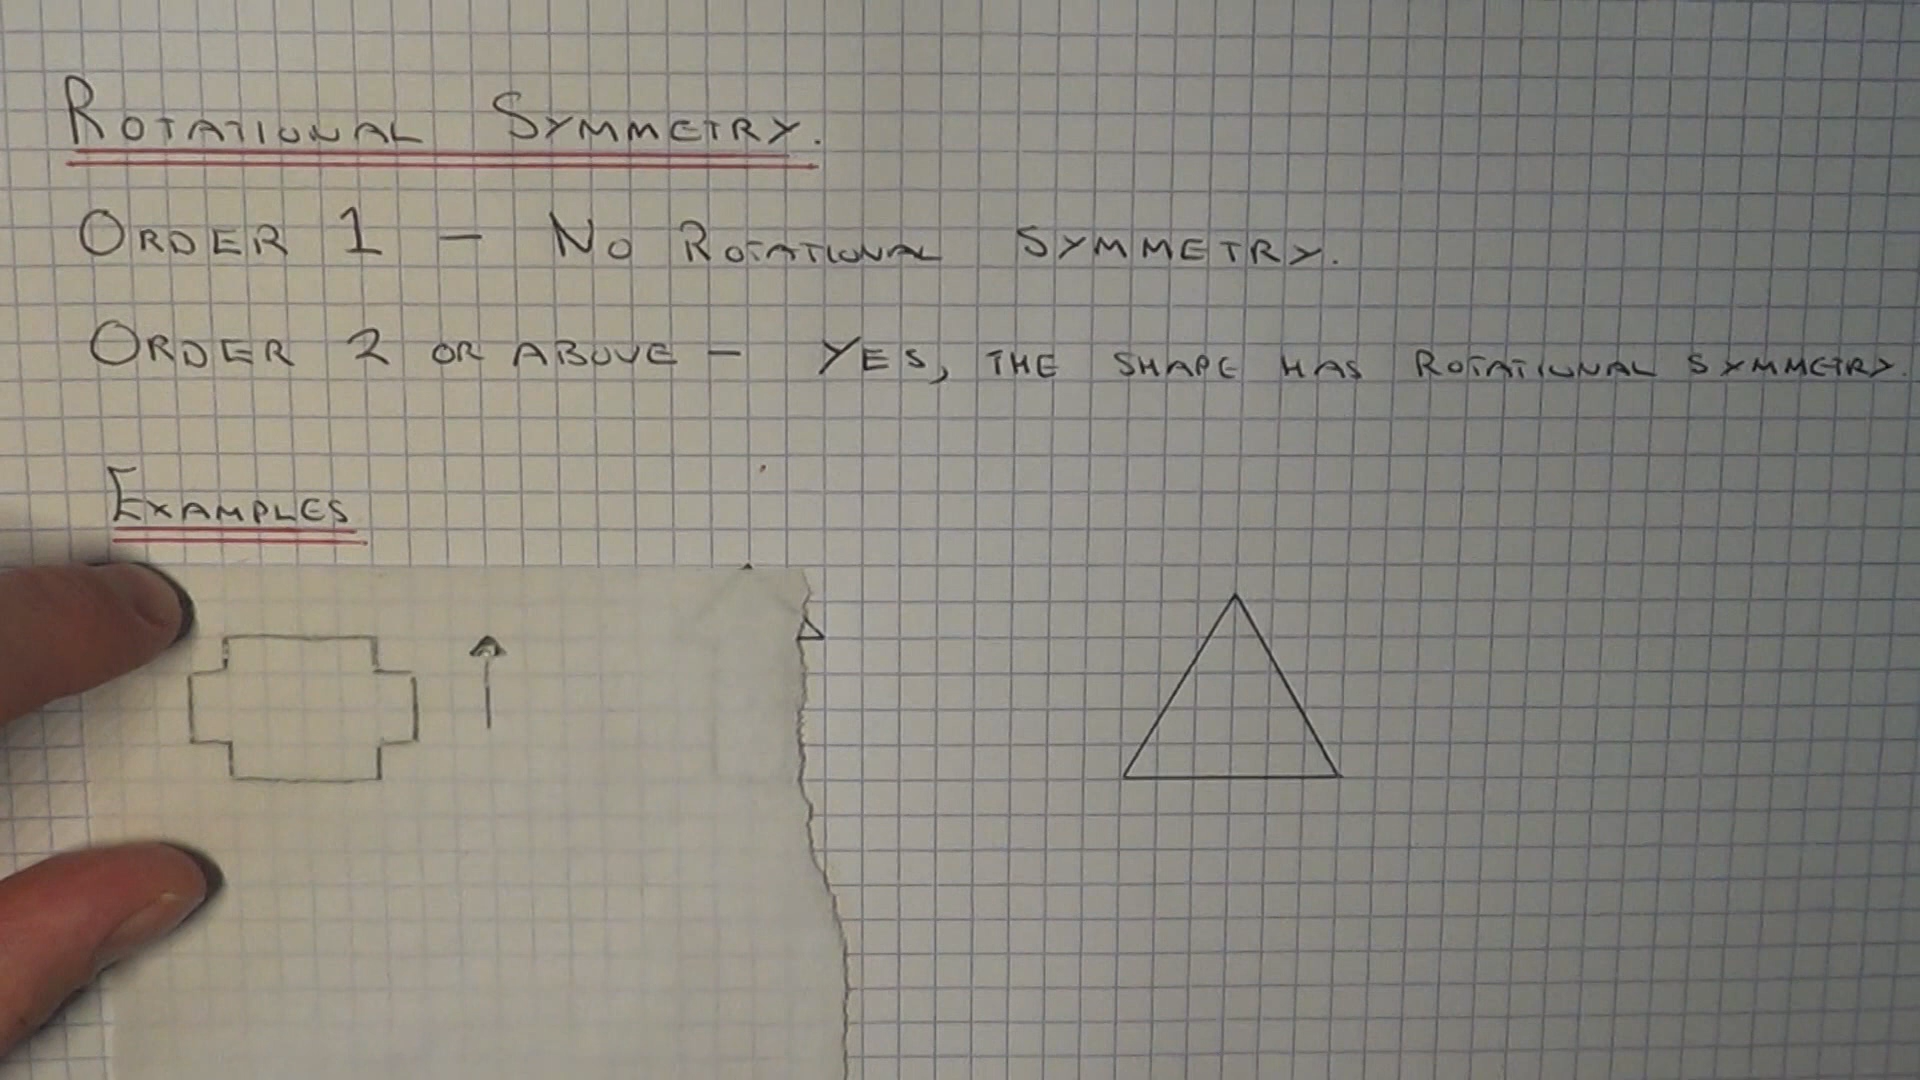 ROTATIONAL SYMMETRY.
ORDER 1 - NO ROTATIONAL SYMMETRY.
ORDER 2 OR ABOVE - YES, THE SHAPE HAS ROTATIONAL SYMMETRY.
EXAMPLES